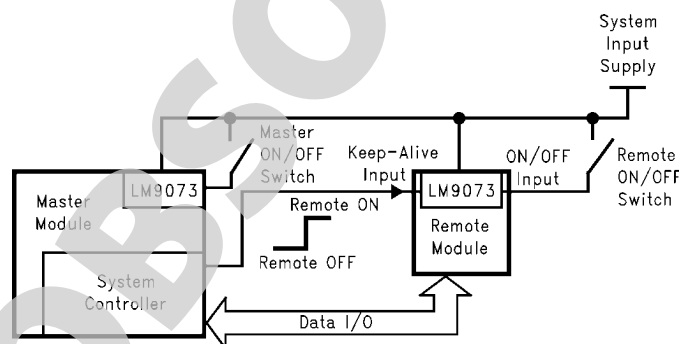 System
Input
Supply
Master
ON/OFF
Switch
Keep-Alive
Input
ON/OFF
Input
Remote
ON/OFF
Switch
LM9073
Master
Module
LM9073
Remote ON
Remote OFF
Remote
Module
System
Controller
Data I/O
OBSO